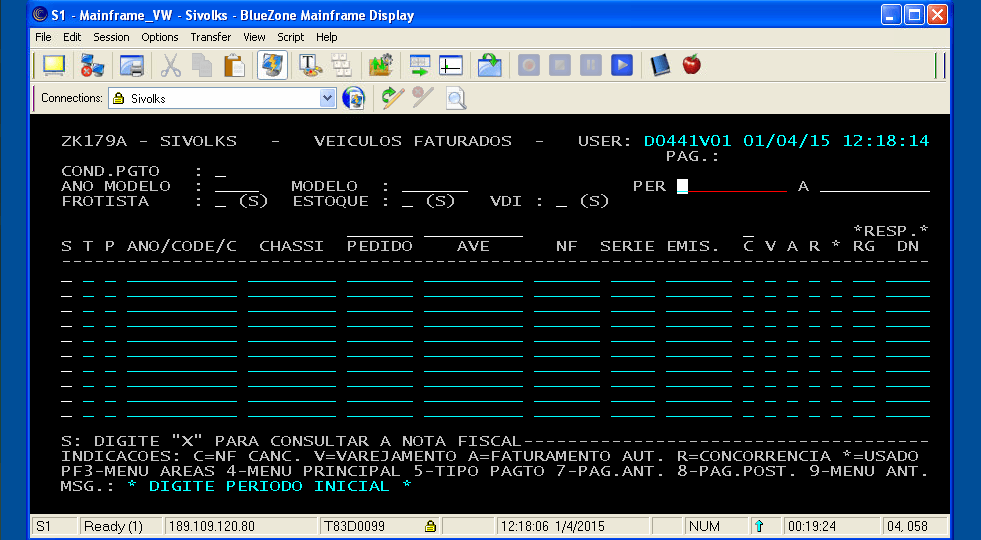 S1 - Mainframe_VW - Sivolks - BlueZone Mainframe Display
File Edit Session Options Transfer View Script Help
Connections: Sivolks
ZK179A - SIVOLKS - VEICULOS FATURADOS - USER: D0441V01 01/04/15 12:18:14
PAG.:
COND.PGTO : _
ANO MODELO : ____ MODELO : ______ PER __________ A __________
FROTISTA : _ (S) ESTOQUE : _ (S) VDI : _ (S)
*RESP.*
S T P ANO/CODE/C CHASSI PEDIDO AVE NF SERIE EMIS. C V A R * RG DN
S: DIGITE "X" PARA CONSULTAR A NOTA FISCAL-------------------------------------
INDICACOES: C=NF CANC. V=VAREJAMENTO A=FATURAMENTO AUT. R=CONCORRENCIA *=USADO
PF3-MENU AREAS 4-MENU PRINCIPAL 5-TIPO PAGTO 7-PAG.ANT. 8-PAG.POST. 9-MENU ANT.
MSG.: * DIGITE PERIODO INICIAL *
S1 Ready (1) 189.109.120.80 T83D0099 12:18:06 1/4/2015 NUM 00:19:24 04, 058